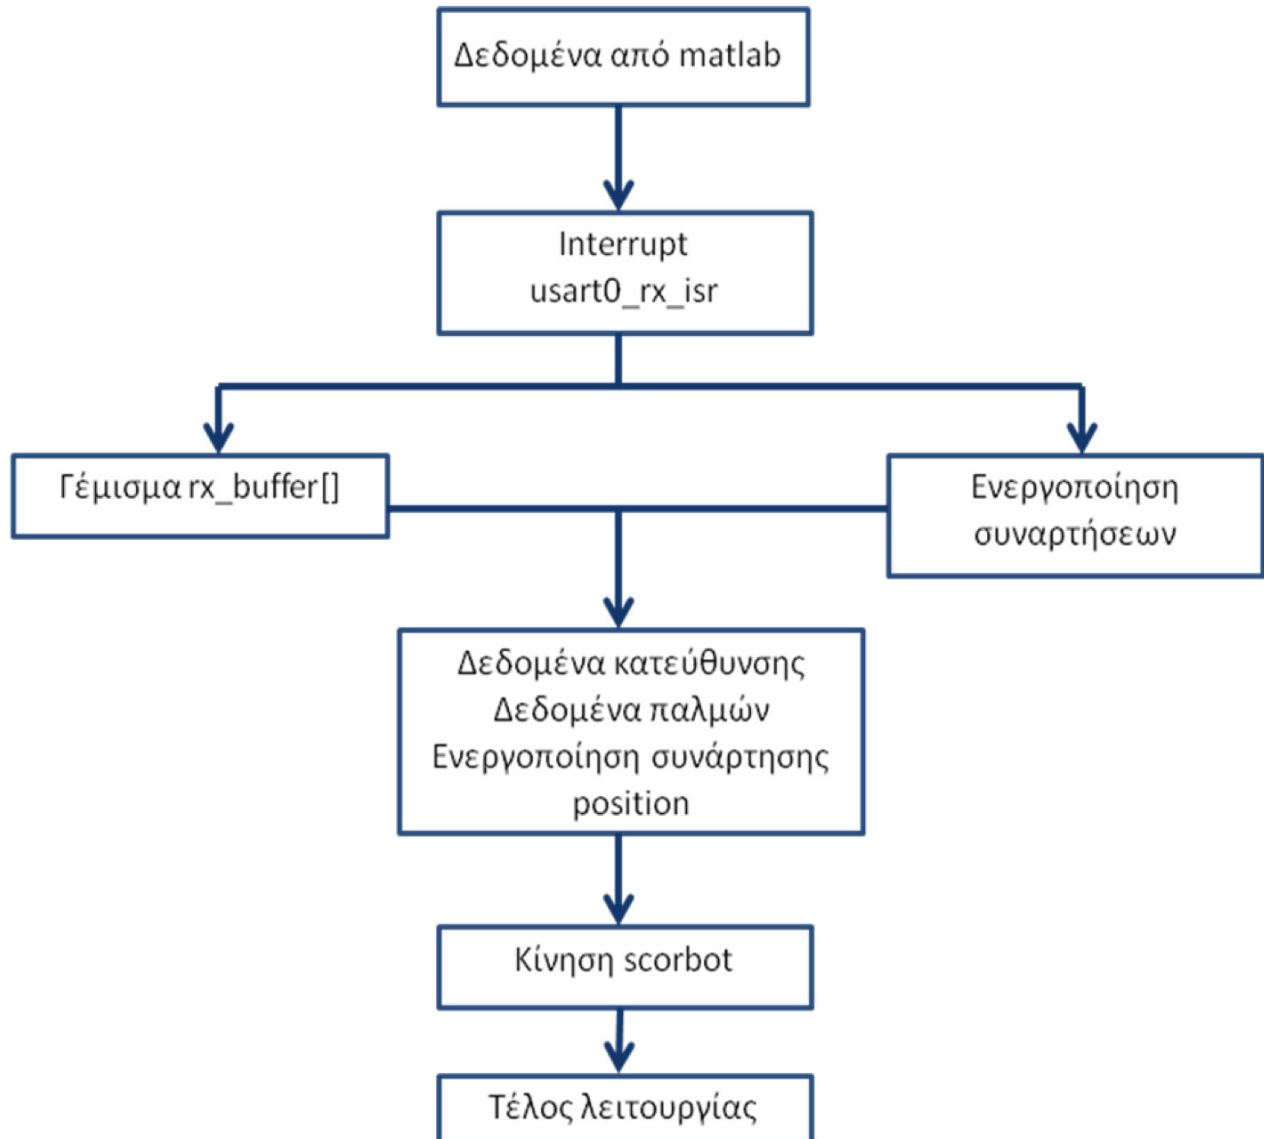 Δεδομένα από matlab
Interrupt
usart0_rx_isr
Γέμισμα rx_buffer[]
Ενεργοποίηση
συναρτήσεων
Δεδομένα κατεύθυνσης
Δεδομένα παλμών
Ενεργοποίηση συνάρτησης
position
Κίνηση scorbot
Τέλος λειτουργίας